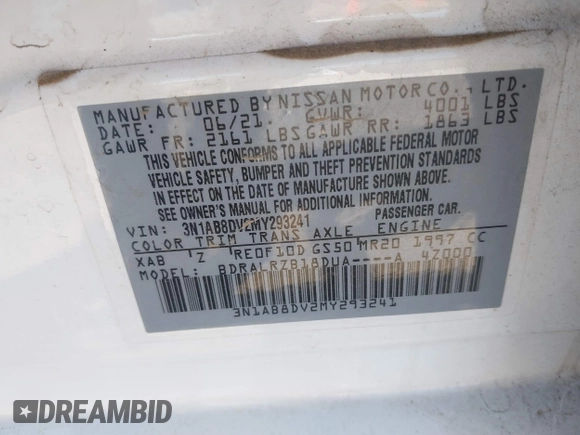 MANUFACTURED BY NISSAN MOTOR CO., LTD.
DATE: 06/21 GVWR: 4001 LBS
GAWR FR: 2161 LBS GAWR RR: 1863 LBS
THIS VEHICLE CONFORMS TO ALL APPLICABLE FEDERAL MOTOR
VEHICLE SAFETY, BUMPER AND THEFT PREVENTION STANDARDS
IN EFFECT ON THE DATE OF MANUFACTURE SHOWN ABOVE.
SEE OWNER'S MANUAL FOR ADDITIONAL INFORMATION.
VIN: 3N1AB8DV2MY293241 PASSENGER CAR.
COLOR TRIM TRANS AXLE ENGINE
XAB 'Z RE0F10D GS50 MR20 1997 CC
MODEL: BDRALRZB18DUA----A 4Z000
3N1AB8DV2MY293241
DREAMBID